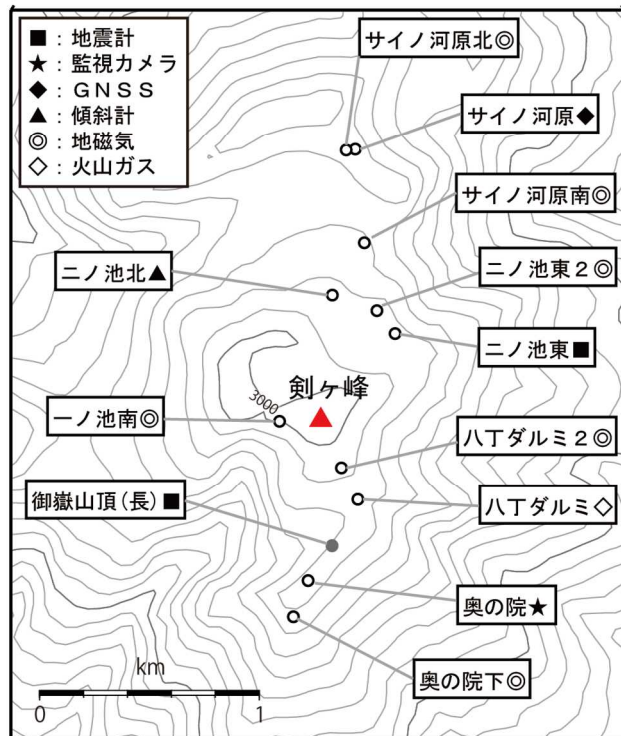 ■：地震計
★：監視カメラ
◆：ＧＮＳＳ
▲：傾斜計
◎：地磁気
◇：火山ガス
サイノ河原北◎
サイノ河原◆
サイノ河原南◎
二ノ池北▲
二ノ池東２◎
二ノ池東■
剣ヶ峰
3000
一ノ池南◎
八丁ダルミ２◎
御嶽山頂(長)■
八丁ダルミ◇
奥の院★
奥の院下◎
km
0 1